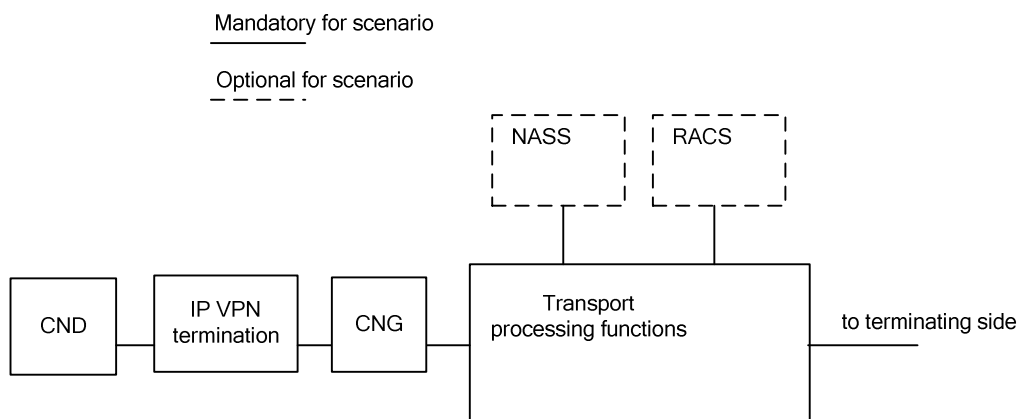 Mandatory for scenario
Optional for scenario
NASS
RACS
CND
IP VPN
termination
CNG
Transport
processing functions
to terminating side